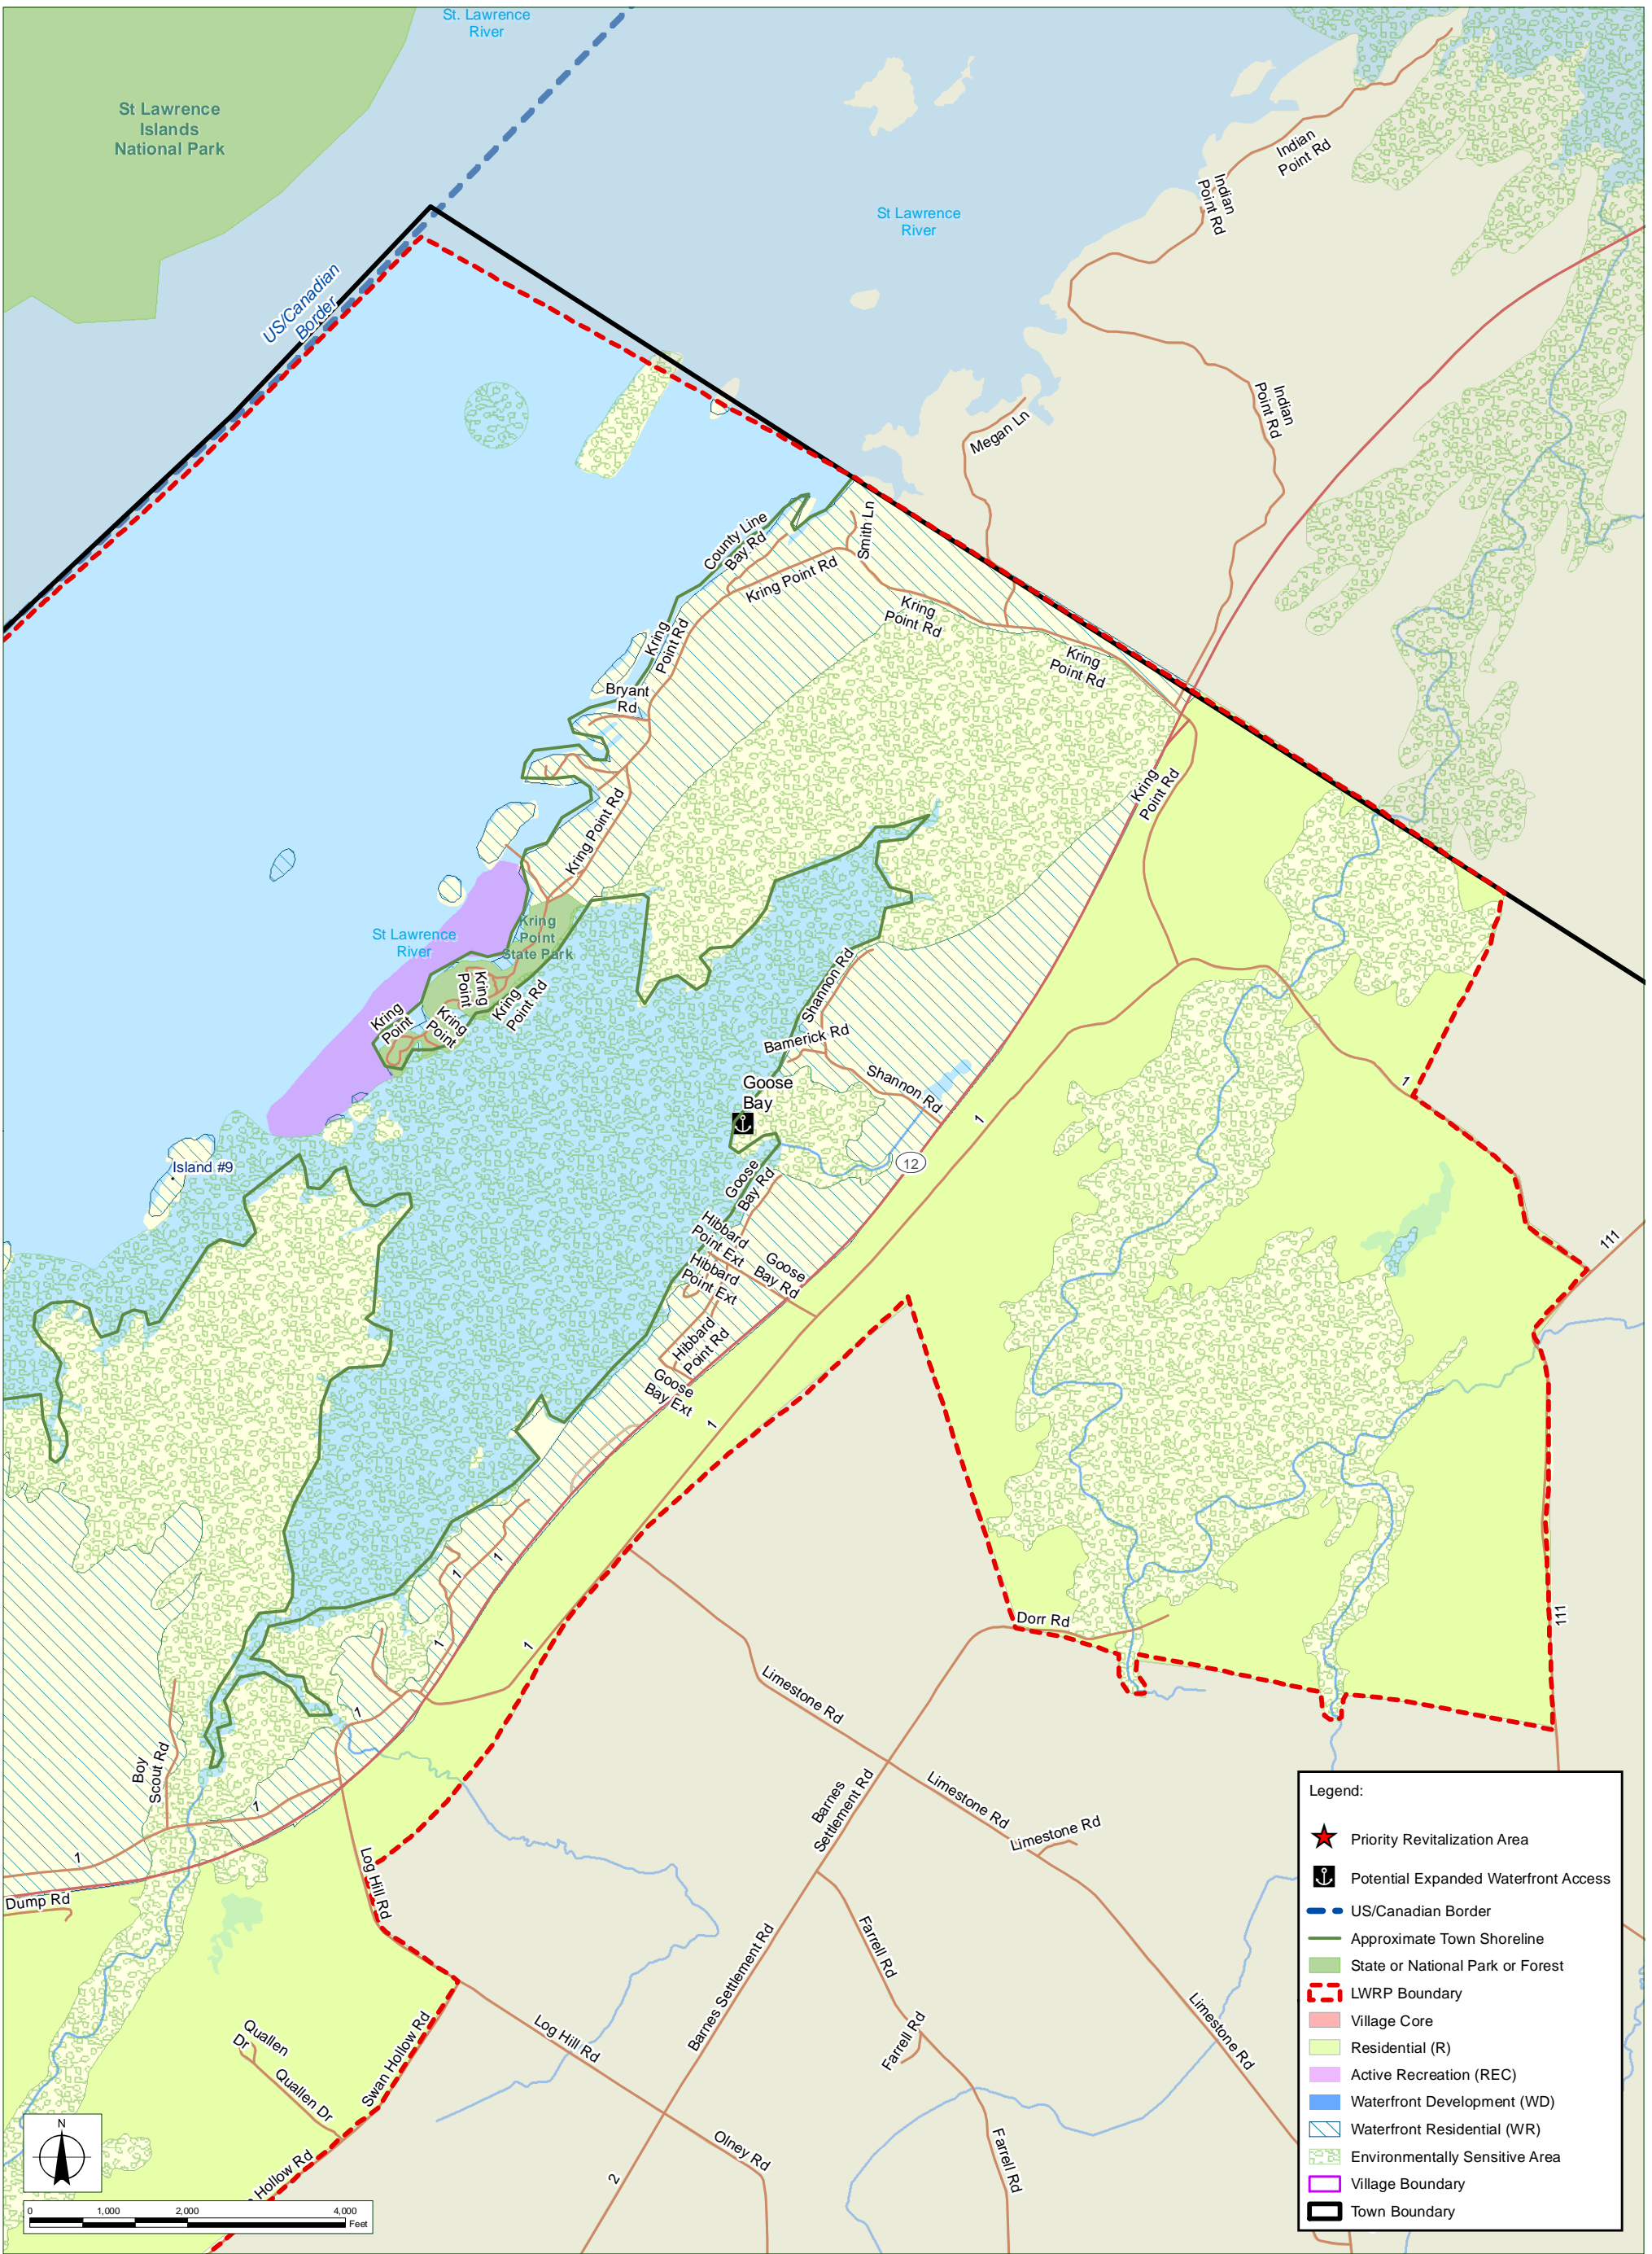 St. Lawrence
River
St Lawrence
Islands
National Park
Indian
Point Rd
Indian
Point Rd
St Lawrence
River
US/Canadian
Border
Indian
Point Rd
Megan Ln
County Line
Bay Rd
Smith Ln
Kring Point Rd
Kring
Point Rd
Kring
Point Rd
Kring
Point Rd
Bryant
Rd
Kring
Point Rd
Kring Point Rd
St Lawrence
River
Kring
Point
State Park
Kring
Point
Kring
Point Rd
Kring
Point
Kring
Point
Shannon Rd
Bamerick Rd
Shannon Rd
Goose
Bay
1
1
12
Island #9
Goose
Bay Rd
Hibbard
Point Ext
Goose
Bay Rd
Hibbard
Point Ext
111
Hibbard
Point Rd
Goose
Bay Ext
1
1
1
1
1
Dorr Rd
111
Limestone Rd
1
Boy
Scout Rd
1
1
Barnes
Settlement Rd
Limestone Rd
Limestone Rd
Log Hill Rd
Dump Rd
Farrell Rd
Barnes Settlement Rd
Limestone Rd
Log Hill Rd
Farrell Rd
Quallen
Dr
Quallen Dr
Swan Hollow Rd
Olney Rd
Farrell Rd
Hollow Rd
2
N
0 1,000 2,000 4,000
Feet
Legend:
Priority Revitalization Area
Potential Expanded Waterfront Access
US/Canadian Border
Approximate Town Shoreline
State or National Park or Forest
LWRP Boundary
Village Core
Residential (R)
Active Recreation (REC)
Waterfront Development (WD)
Waterfront Residential (WR)
Environmentally Sensitive Area
Village Boundary
Town Boundary